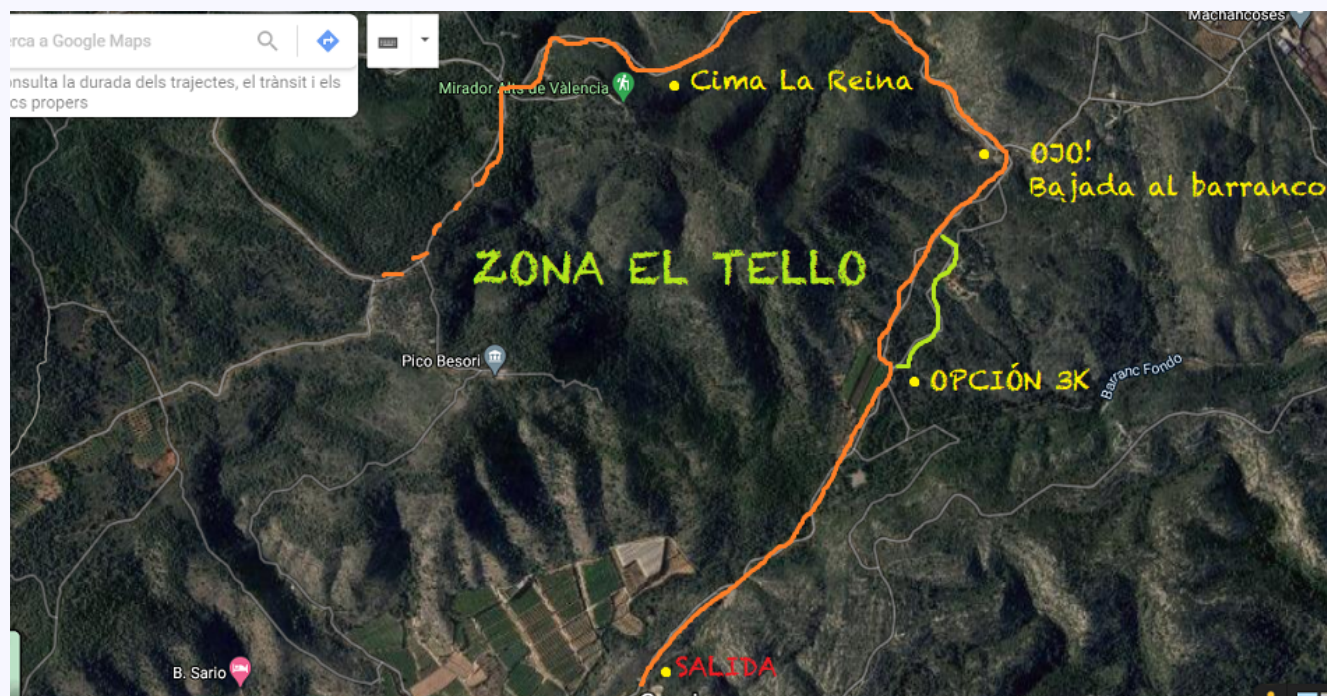 Machancoses
erca a Google Maps
onsulta la durada dels trajectes, el trànsit i els
cs propers
Mirador Alts de València
Cima La Reina
OJO!
Bajada al barranco
ZONA EL TELLO
Pico Besori
OPCIÓN 3K
Barranc Fondo
B. Sario
SALIDA